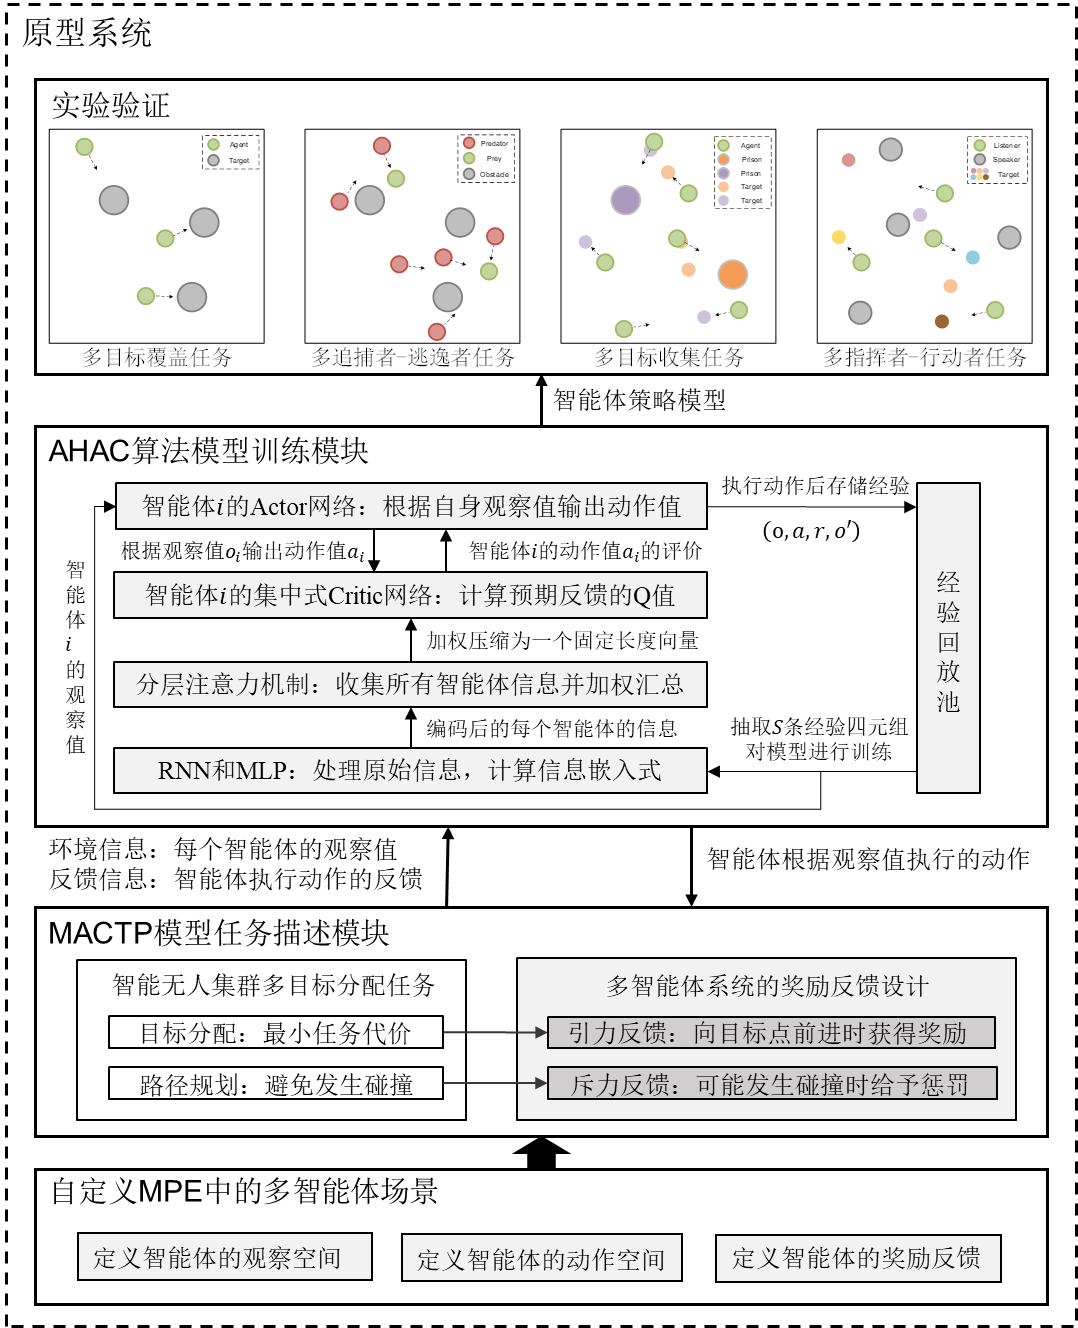 原型系统
实验验证
Agent
Target
Predator
Prey
Obstacle
Agent
Prison
Prison
Target
Target
Listener
Speaker
Target
多目标覆盖任务
多追捕者-逃逸者任务
多目标收集任务
多指挥者-行动者任务
智能体策略模型
AHAC算法模型训练模块
智能体i的Actor网络：根据自身观察值输出动作值
执行动作后存储经验
(o, a, r, o′)
根据观察值oᵢ输出动作值aᵢ
智能体i的动作值aᵢ的评价
智能体i的集中式Critic网络：计算预期反馈的Q值
加权压缩为一个固定长度向量
分层注意力机制：收集所有智能体信息并加权汇总
编码后的每个智能体的信息
RNN和MLP：处理原始信息，计算信息嵌入式
智能体i的观察值
经验回放池
抽取S条经验四元组
对模型进行训练
环境信息：每个智能体的观察值
反馈信息：智能体执行动作的反馈
智能体根据观察值执行的动作
MACTP模型任务描述模块
智能无人集群多目标分配任务
目标分配：最小任务代价
路径规划：避免发生碰撞
多智能体系统的奖励反馈设计
引力反馈：向目标点前进时获得奖励
斥力反馈：可能发生碰撞时给予惩罚
自定义MPE中的多智能体场景
定义智能体的观察空间
定义智能体的动作空间
定义智能体的奖励反馈